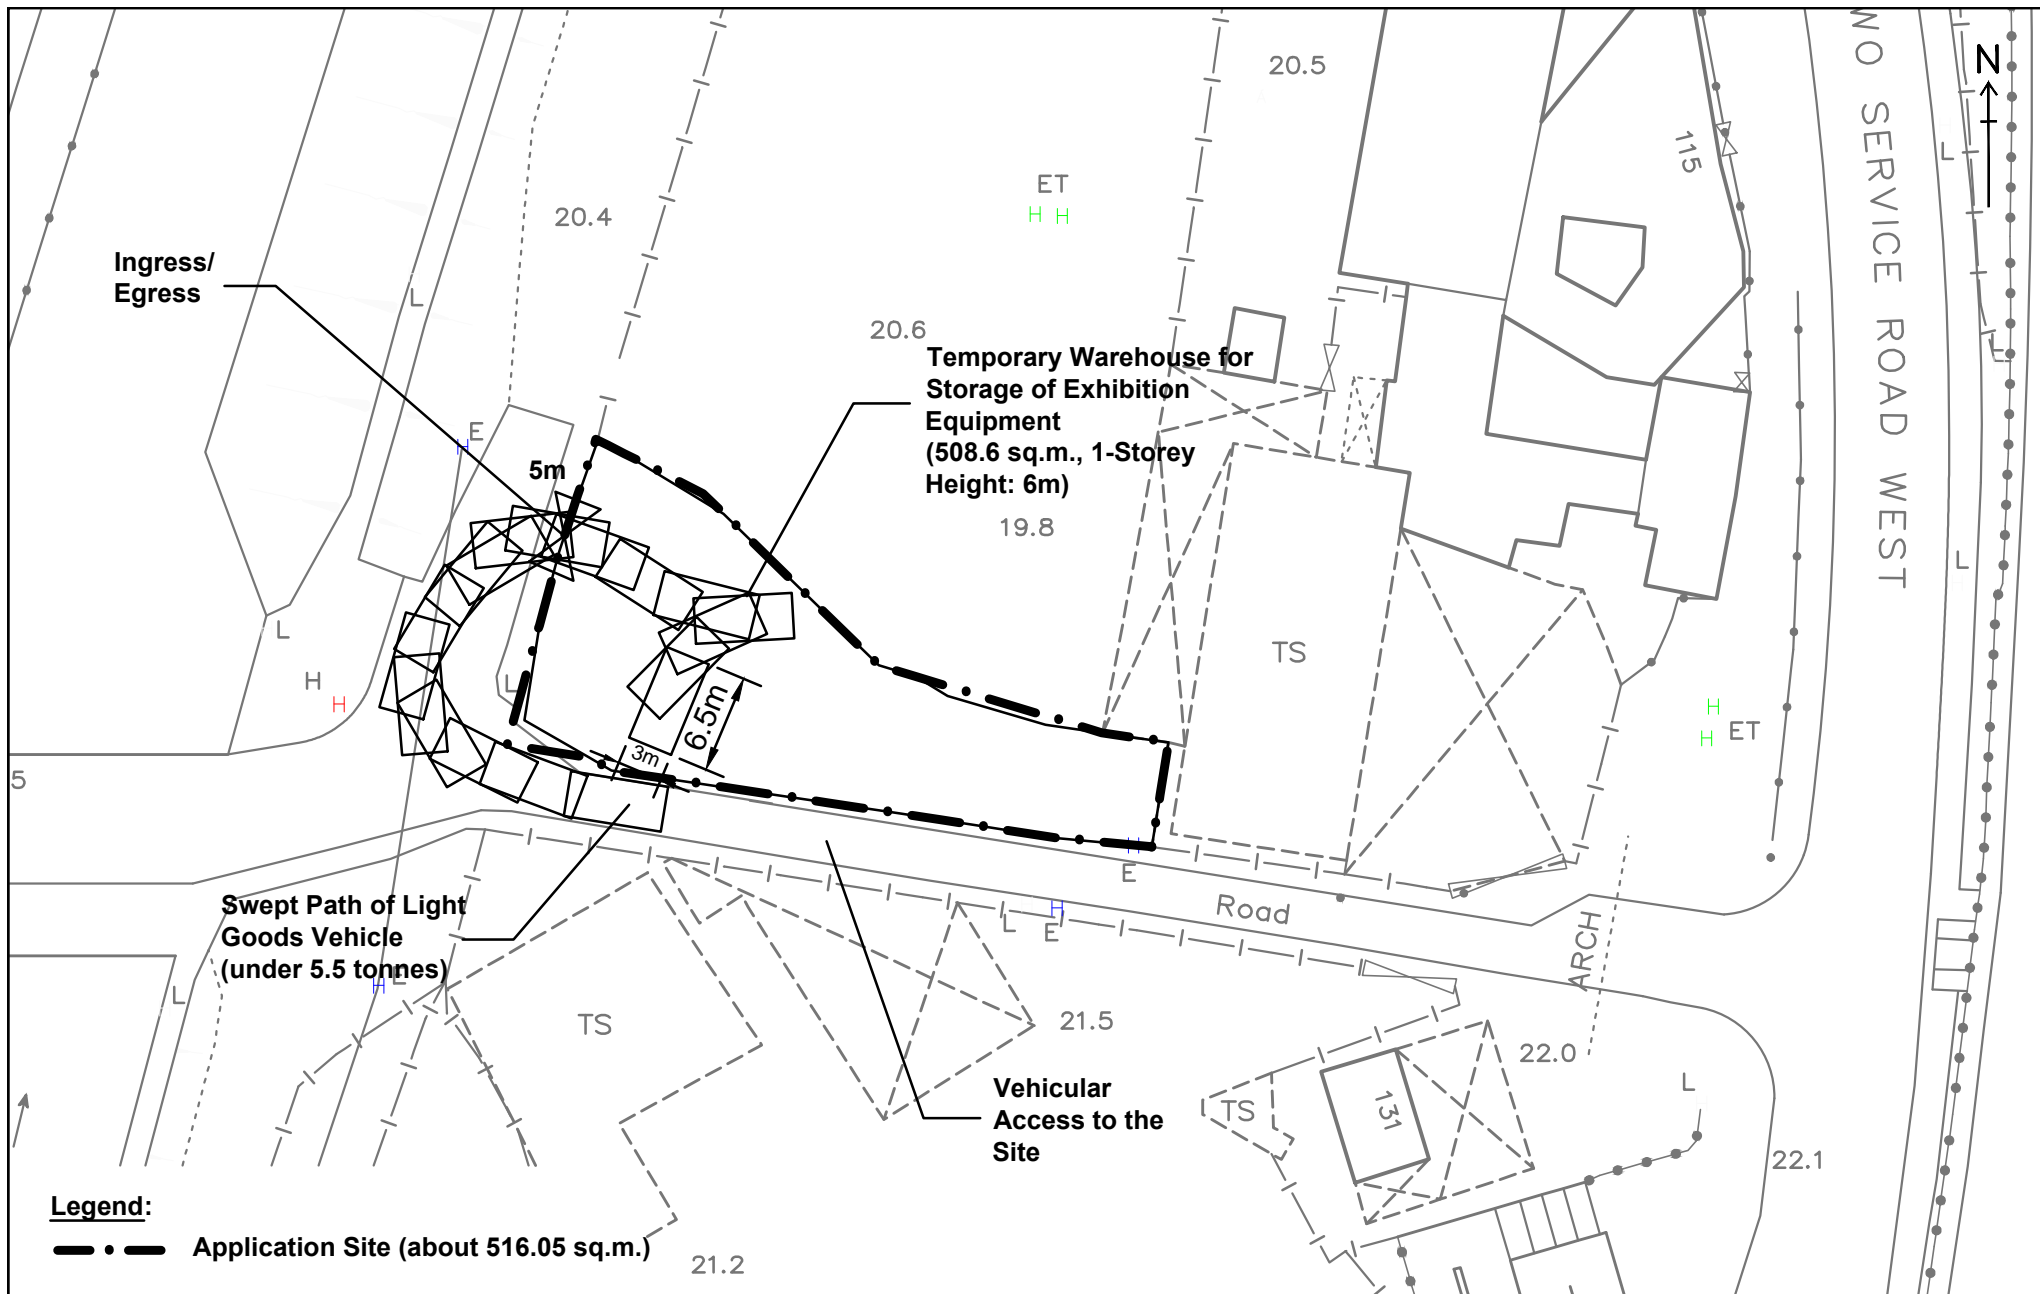 20.5
N
WO SERVICE ROAD WEST
115
L
ET
H H
20.4
Ingress/
Egress
L
20.6
Temporary Warehouse for
Storage of Exhibition
Equipment
(508.6 sq.m., 1-Storey
Height: 6m)
L
E
H
5m
19.8
L
L
TS
H
H
L
6.5m
3m
H
H
ET
5
H
E
Road
H
L
E
Swept Path of Light
Goods Vehicle
(under 5.5 tonnes)
H
E
L
ARCH
TS
21.5
22.0
Vehicular
Access to the
Site
TS
131
L
22.1
Legend:
Application Site (about 516.05 sq.m.)
21.2